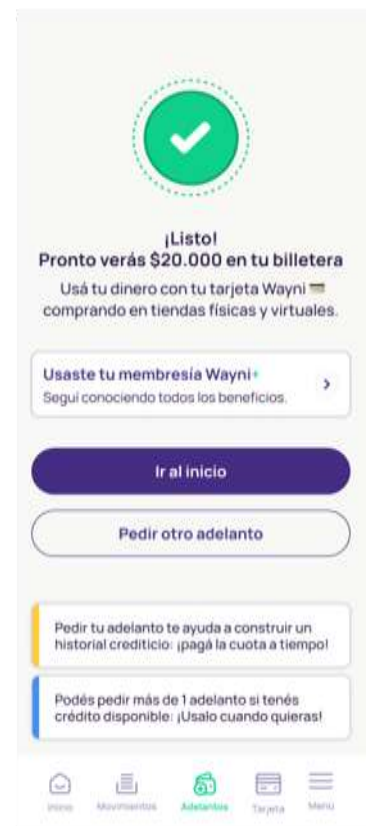 ¡Listo!
Pronto verás $20.000 en tu billetera
Usá tu dinero con tu tarjeta Wayni 💳
comprando en tiendas físicas y virtuales.
Usaste tu membresía Wayni+
Seguí conociendo todos los beneficios.
Ir al inicio
Pedir otro adelanto
Pedir tu adelanto te ayuda a construir un
historial crediticio: ¡pagá la cuota a tiempo!
Podés pedir más de 1 adelanto si tenés
crédito disponible: ¡Usalo cuando quieras!
Inicio Movimientos Adelantos Tarjeta Menú